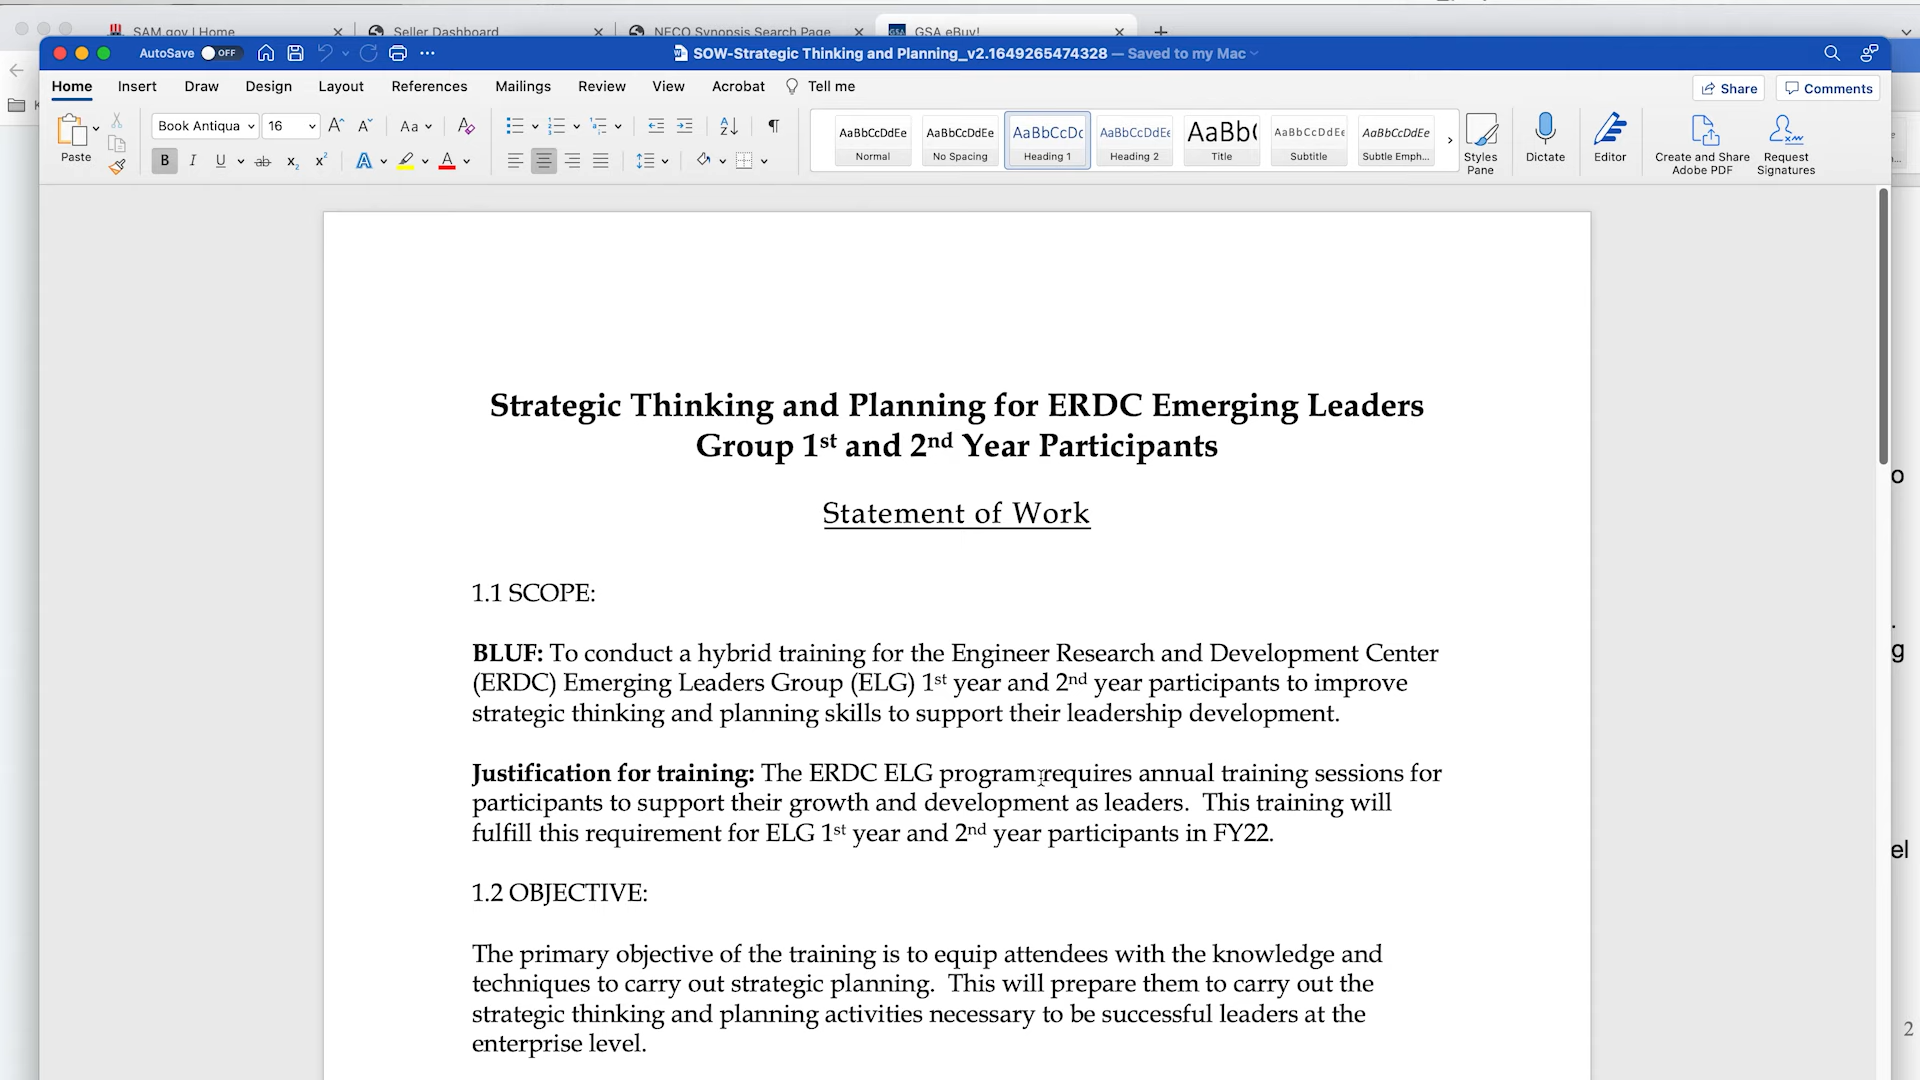 SAM.gov | Home
Seller Dashboard
NECO Synopsis Search Page
GSA eBuy!
AutoSave OFF
SOW-Strategic Thinking and Planning_v2.1649265474328 — Saved to my Mac
Home Insert Draw Design Layout References Mailings Review View Acrobat Tell me
Share Comments
Paste
Book Antiqua 16
AaBbCcDdEe Normal
AaBbCcDdEe No Spacing
AaBbCcDc Heading 1
AaBbCcDdEe Heading 2
AaBb( Title
AaBbCcDdEe Subtitle
AaBbCcDdEe Subtle Emph...
Styles Pane
Dictate
Editor
Create and Share Adobe PDF
Request Signatures
Strategic Thinking and Planning for ERDC Emerging Leaders
Group 1st and 2nd Year Participants
Statement of Work
1.1 SCOPE:
BLUF: To conduct a hybrid training for the Engineer Research and Development Center
(ERDC) Emerging Leaders Group (ELG) 1st year and 2nd year participants to improve
strategic thinking and planning skills to support their leadership development.
Justification for training: The ERDC ELG program requires annual training sessions for
participants to support their growth and development as leaders. This training will
fulfill this requirement for ELG 1st year and 2nd year participants in FY22.
1.2 OBJECTIVE:
The primary objective of the training is to equip attendees with the knowledge and
techniques to carry out strategic planning. This will prepare them to carry out the
strategic thinking and planning activities necessary to be successful leaders at the
enterprise level.
2